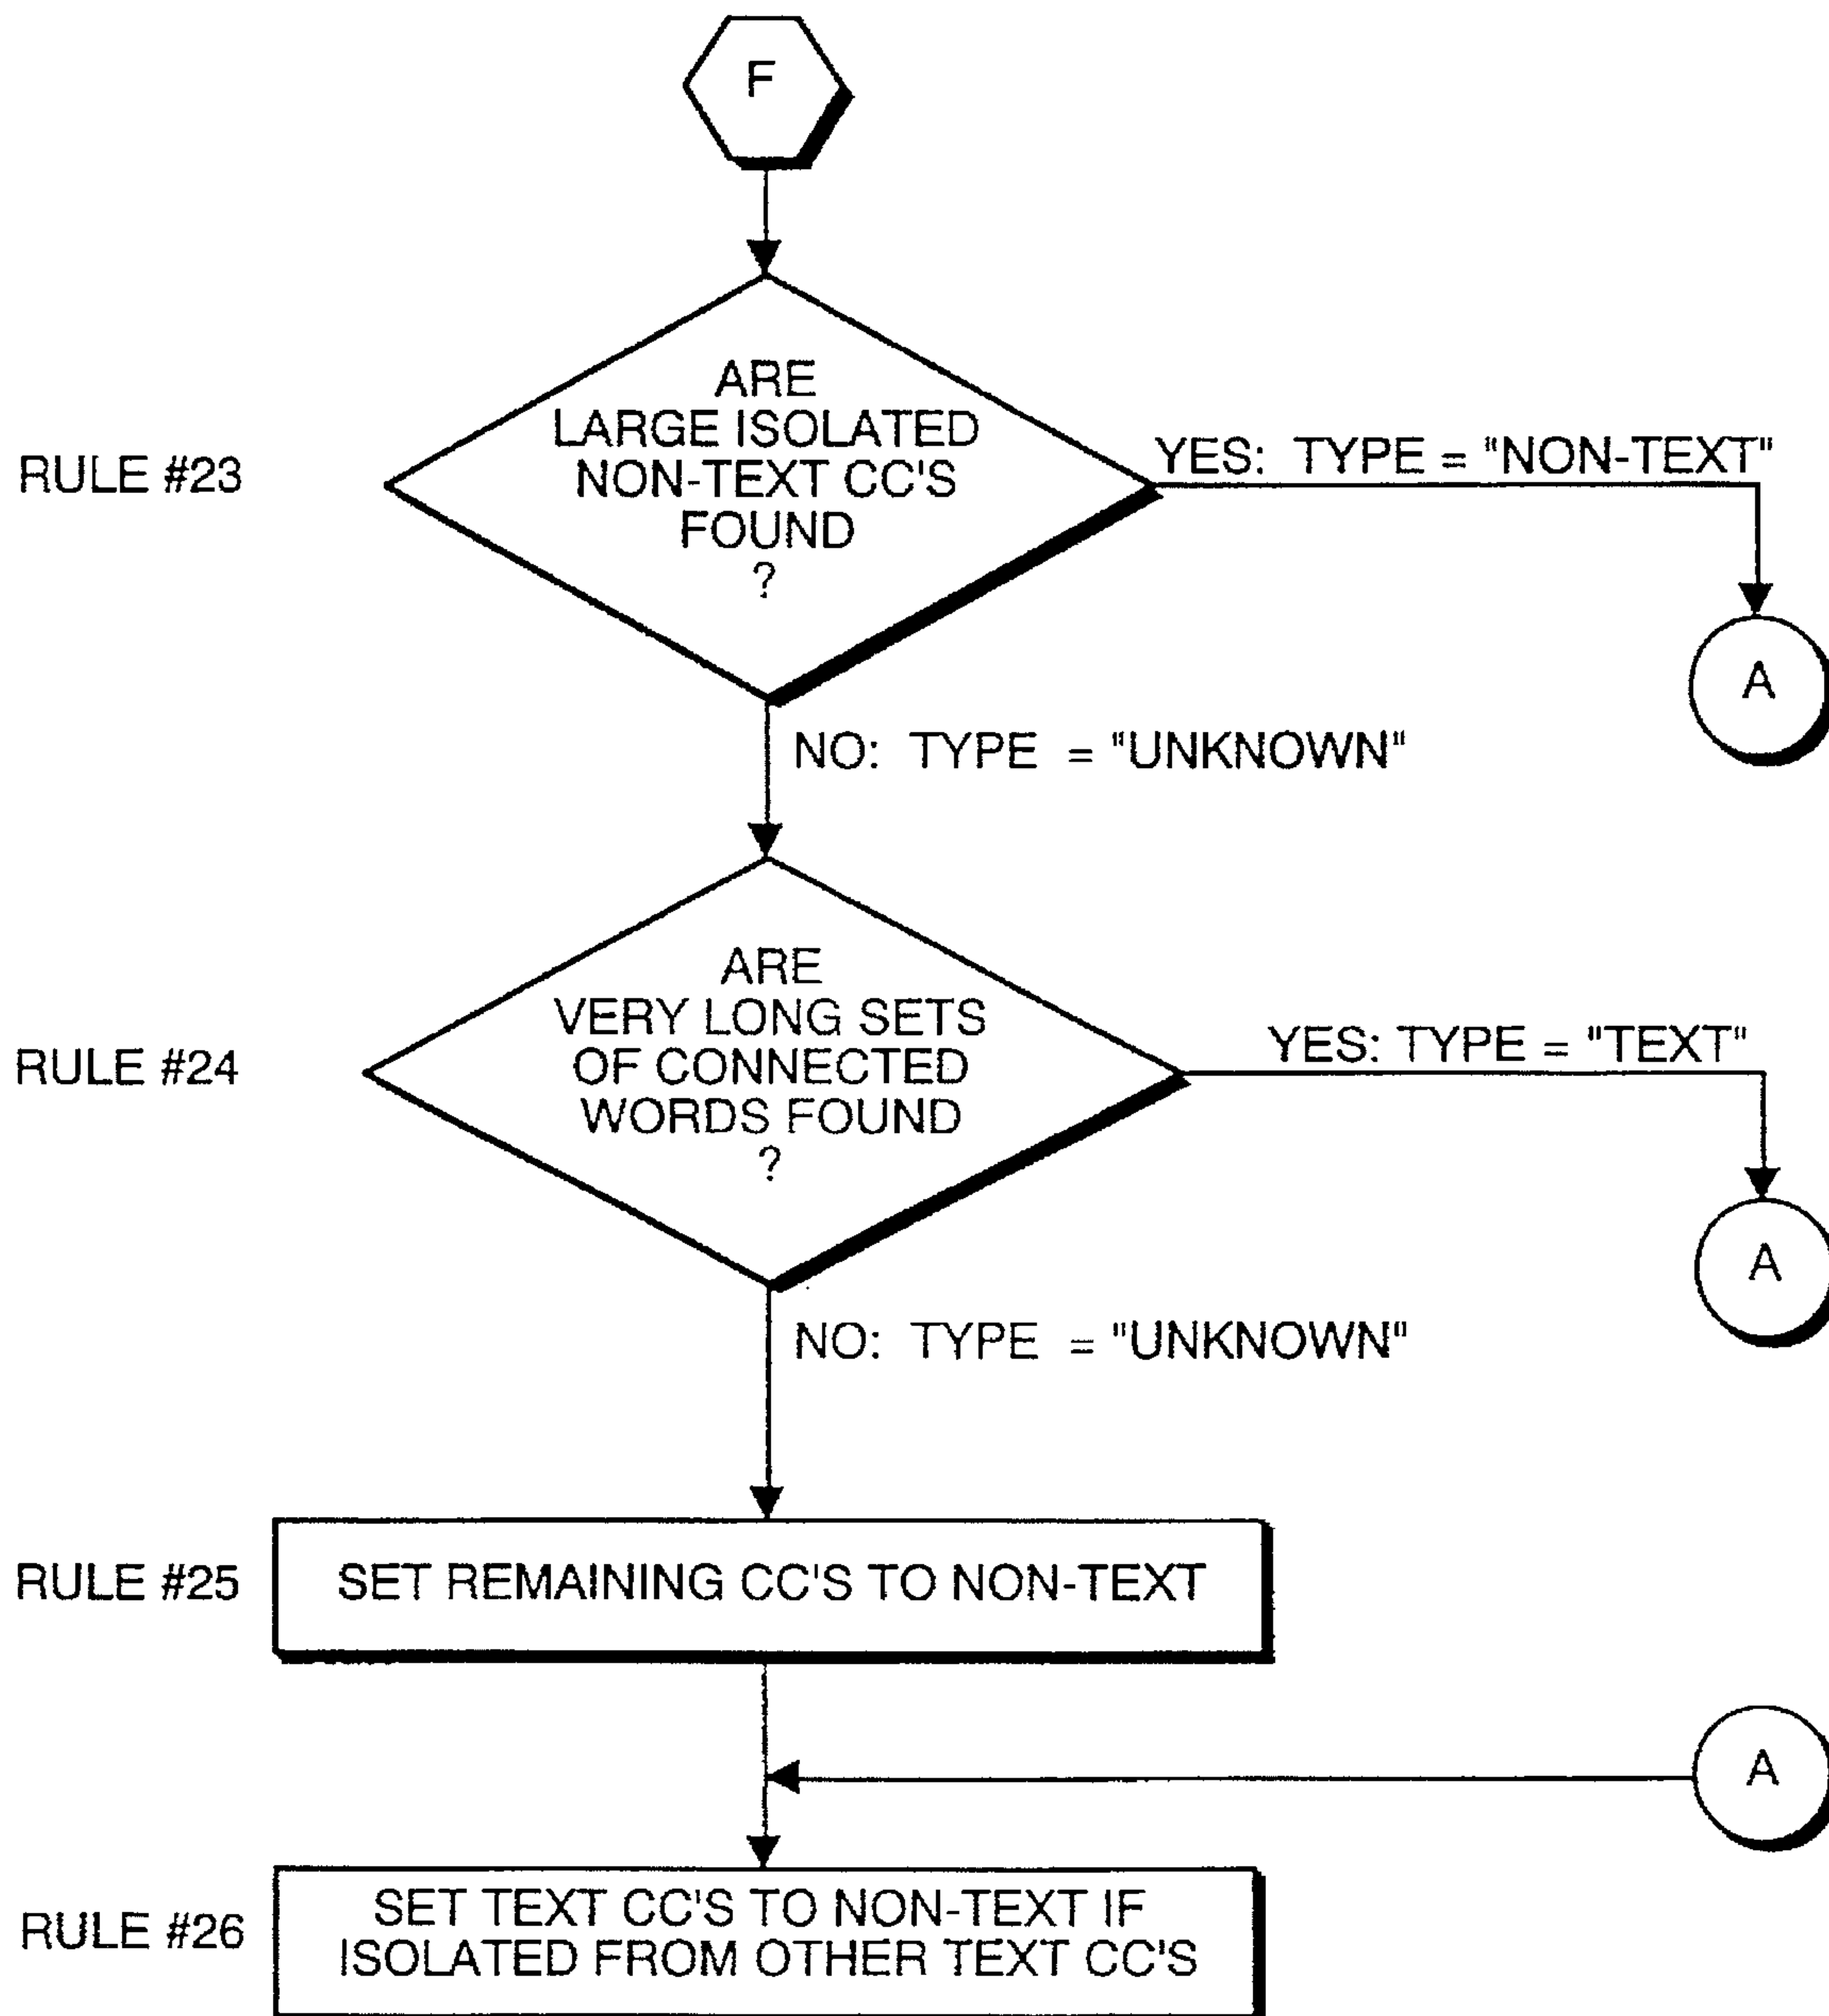 F
ARE
LARGE ISOLATED
NON-TEXT CC'S
FOUND
?
RULE #23
YES: TYPE = "NON-TEXT"
A
NO: TYPE = "UNKNOWN"
ARE
VERY LONG SETS
OF CONNECTED
WORDS FOUND
?
RULE #24
YES: TYPE = "TEXT"
A
NO: TYPE = "UNKNOWN"
RULE #25
SET REMAINING CC'S TO NON-TEXT
A
RULE #26
SET TEXT CC'S TO NON-TEXT IF
ISOLATED FROM OTHER TEXT CC'S